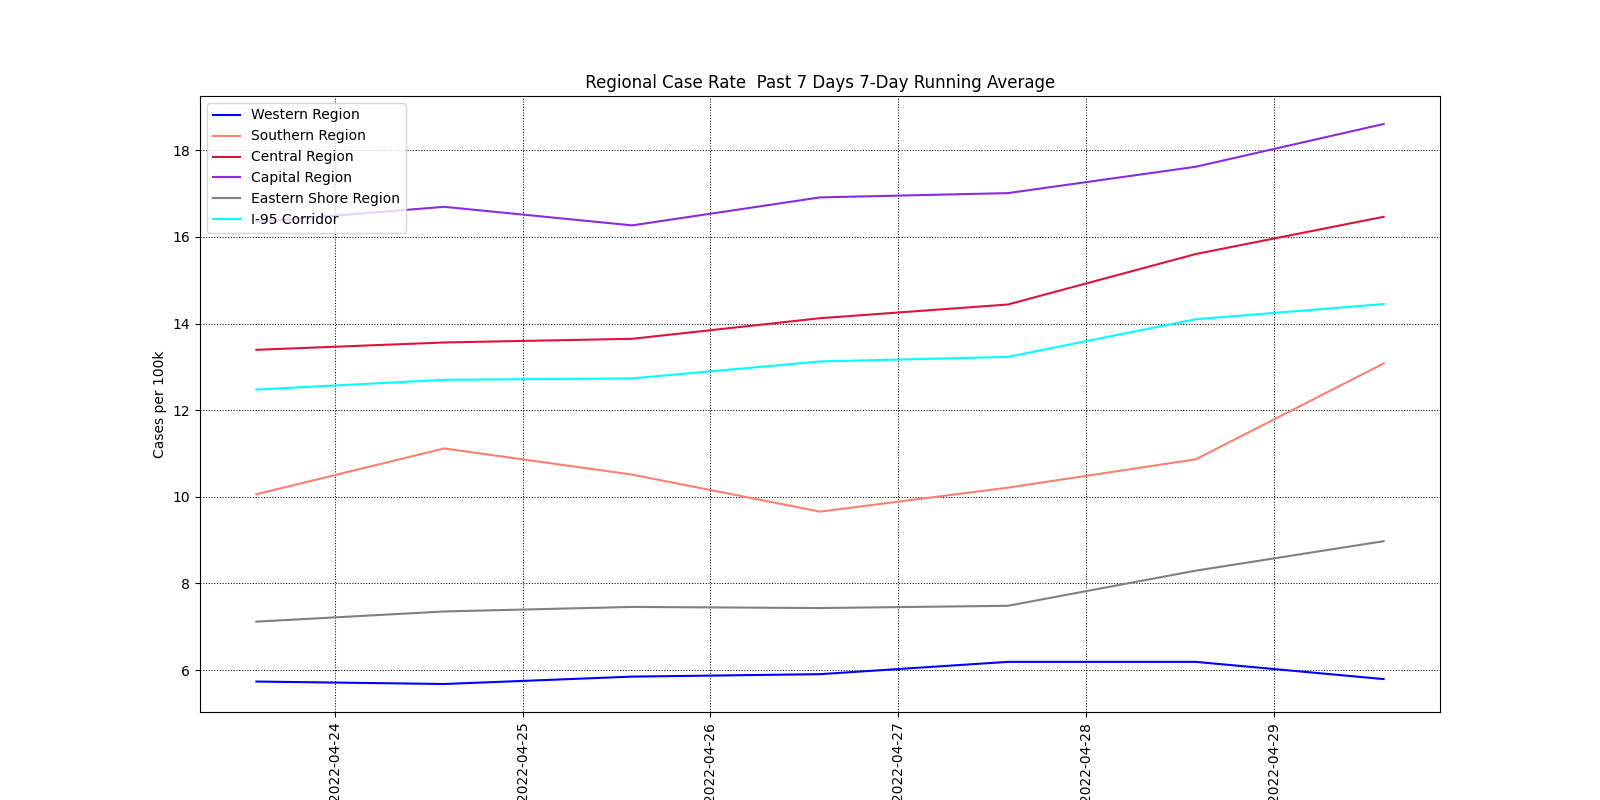 Regional Case Rate  Past 7 Days 7-Day Running Average
Western Region
Southern Region
Central Region
Capital Region
Eastern Shore Region
I-95 Corridor
Cases per 100k
18
16
14
12
10
8
6
2022-04-24
2022-04-25
2022-04-26
2022-04-27
2022-04-28
2022-04-29